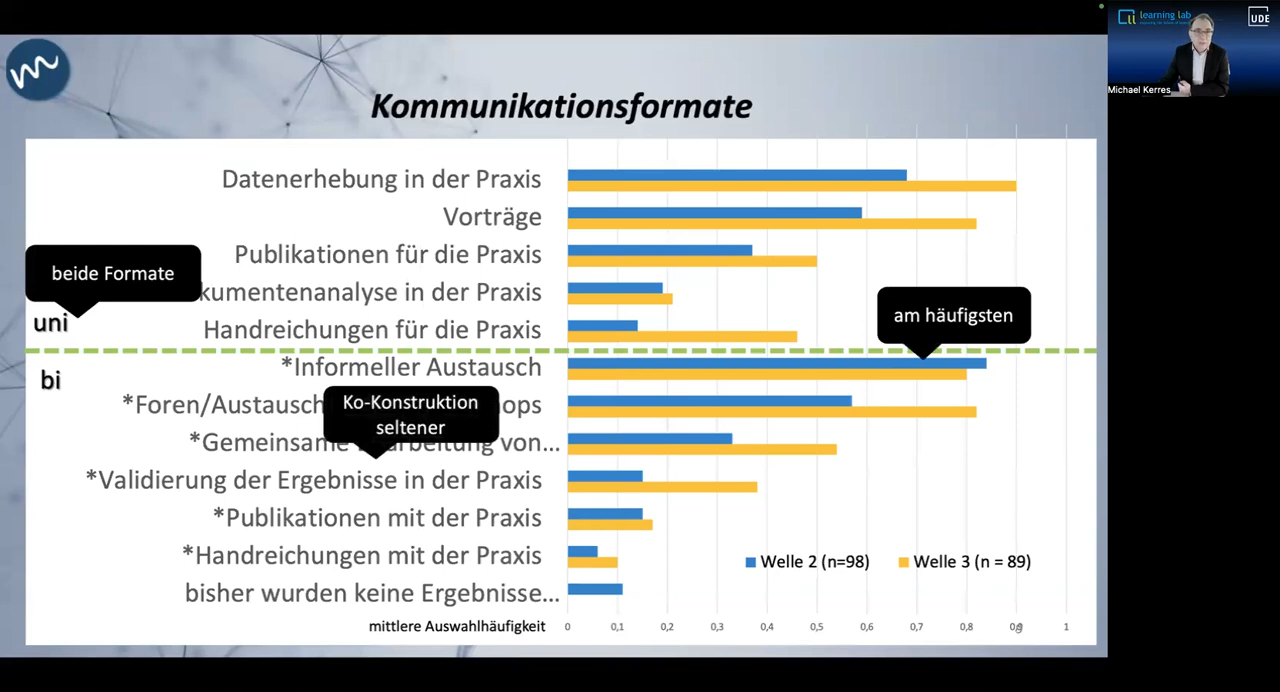 learning lab
UDE
Michael Kerres
Kommunikationsformate
Datenerhebung in der Praxis
Vorträge
Publikationen für die Praxis
beide Formate
kumentenanalyse in der Praxis
uni
Handreichungen für die Praxis
am häufigsten
bi
*Informeller Austausch
*Foren/Austausch
Ko-Konstruktion
seltener
*Gemeinsame von...
*Validierung der Ergebnisse in der Praxis
*Publikationen mit der Praxis
*Handreichungen mit der Praxis
Welle 2 (n=98) Welle 3 (n = 89)
bisher wurden keine Ergebnisse...
mittlere Auswahlhäufigkeit
0 0,1 0,2 0,3 0,4 0,5 0,6 0,7 0,8 0,9 1